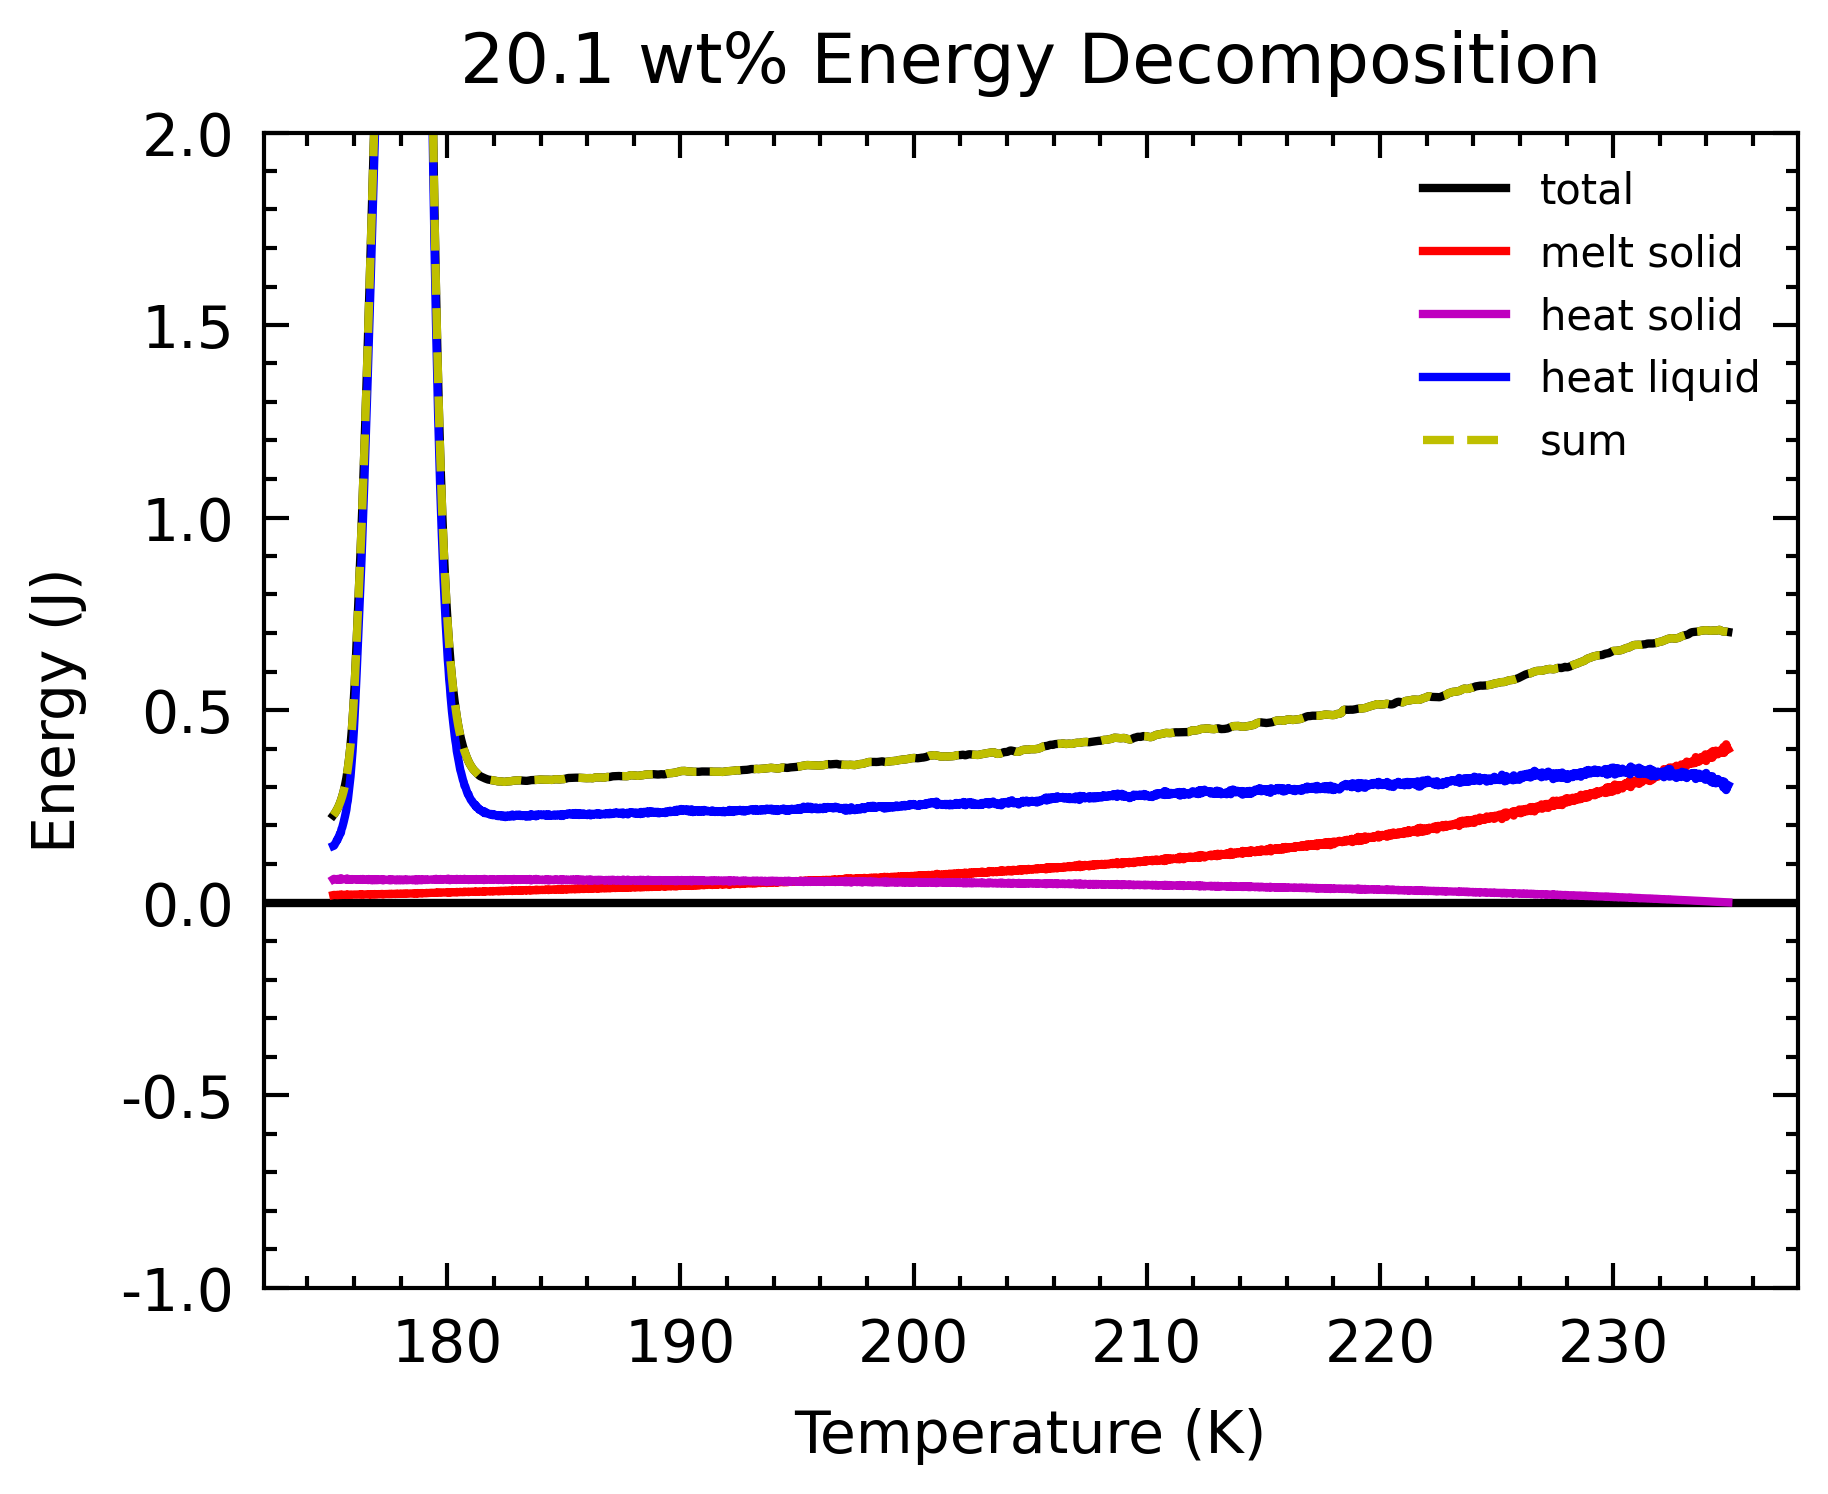 20.1 wt% Energy Decomposition
2.0
1.5
1.0
0.5
0.0
-0.5
-1.0
Energy (J)
total
melt solid
heat solid
heat liquid
sum
180 190 200 210 220 230
Temperature (K)